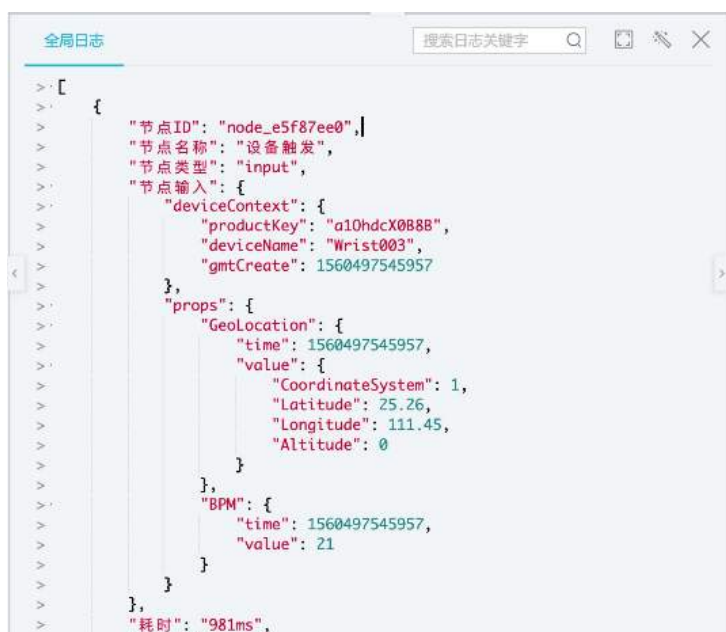 全局日志
搜索日志关键字
[
{
"节点ID": "node_e5f87ee0",
"节点名称": "设备触发",
"节点类型": "input",
"节点输入": {
"deviceContext": {
"productKey": "a1OhdcX0B8B",
"deviceName": "Wrist003",
"gmtCreate": 1560497545957
},
"props": {
"GeoLocation": {
"time": 1560497545957,
"value": {
"CoordinateSystem": 1,
"Latitude": 25.26,
"Longitude": 111.45,
"Altitude": 0
}
},
"BPM": {
"time": 1560497545957,
"value": 21
}
}
},
"耗时": "981ms",